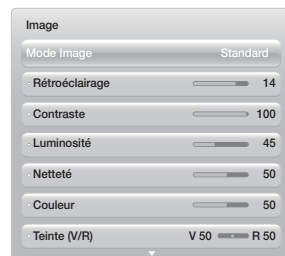 Image
Mode Image Standard
· Rétroéclairage 14
· Contraste 100
· Luminosité 45
· Netteté 50
· Couleur 50
· Teinte (V/R) V 50 R 50